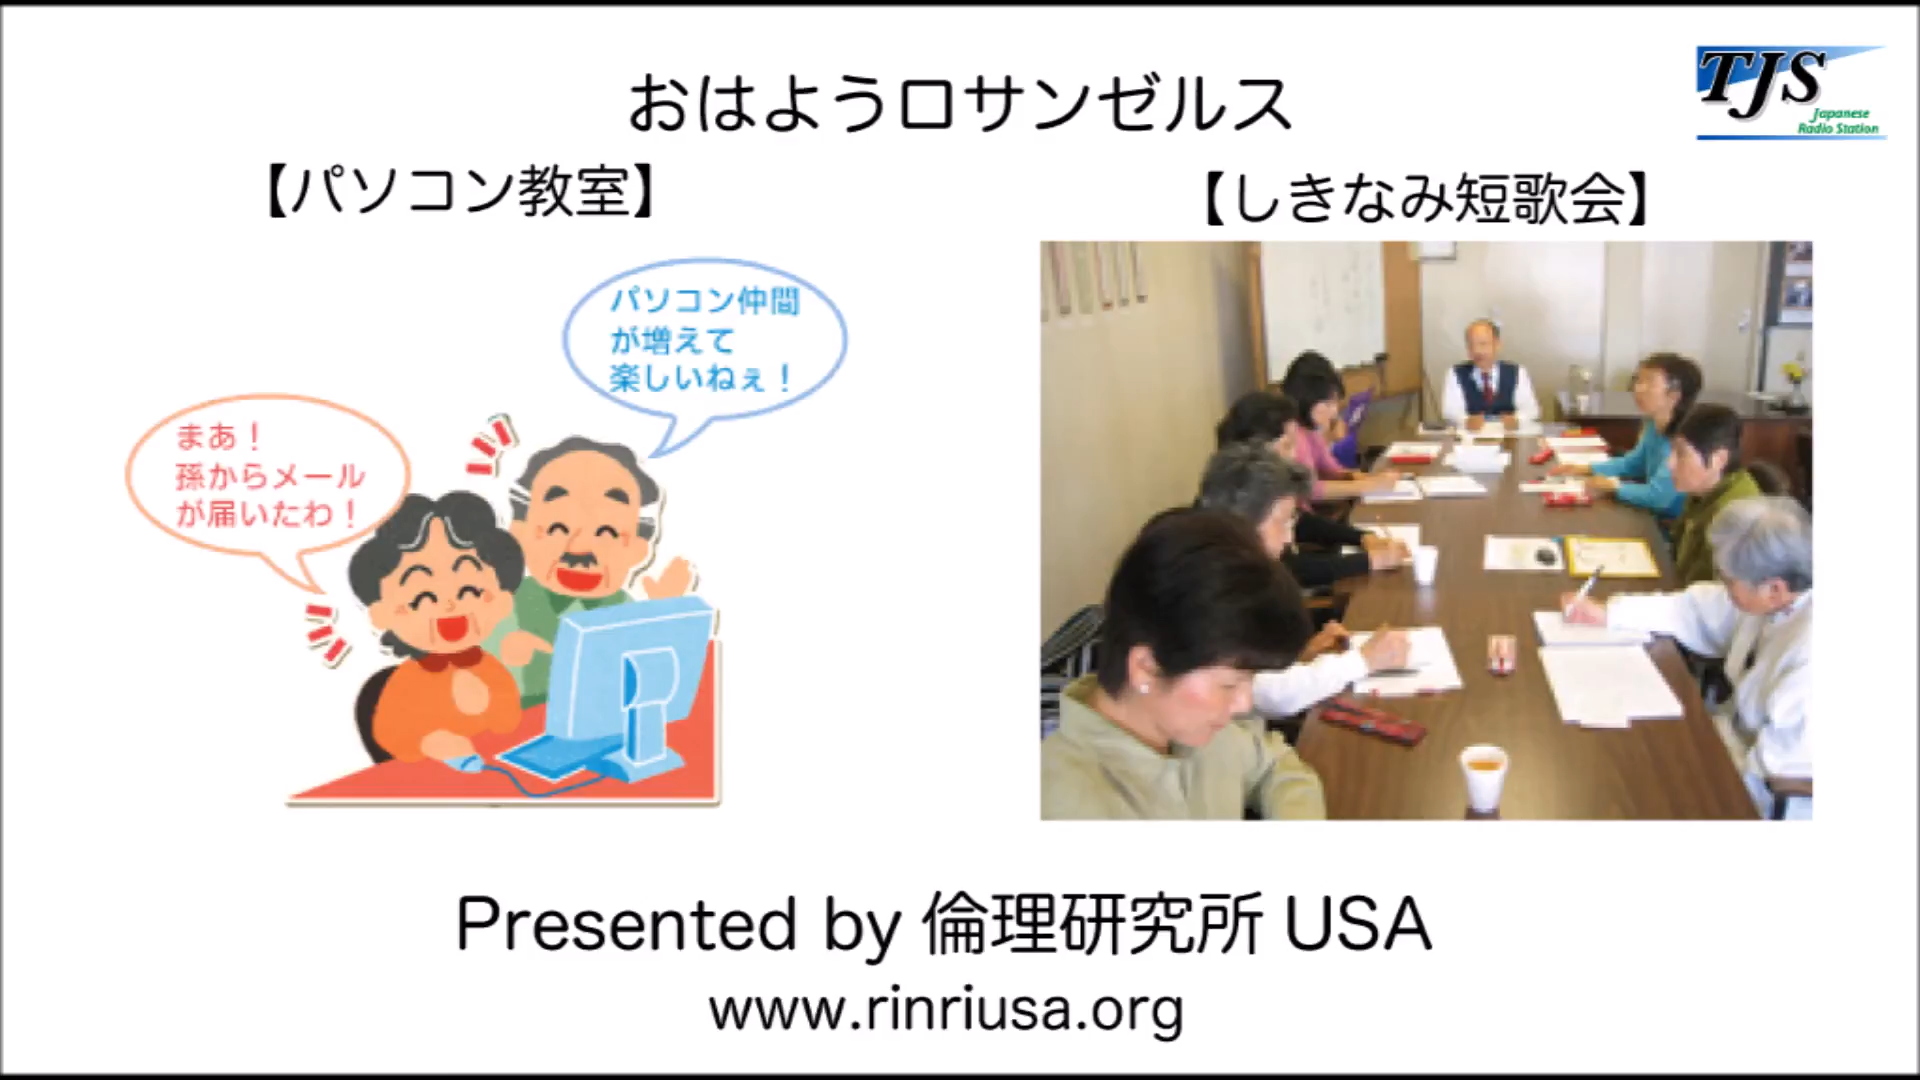 おはようロサンゼルス
TJS
Japanese
Radio Station
【パソコン教室】
【しきなみ短歌会】
パソコン仲間
が増えて
楽しいねぇ！
まあ！
孫からメール
が届いたわ！
Presented by 倫理研究所 USA
www.rinriusa.org